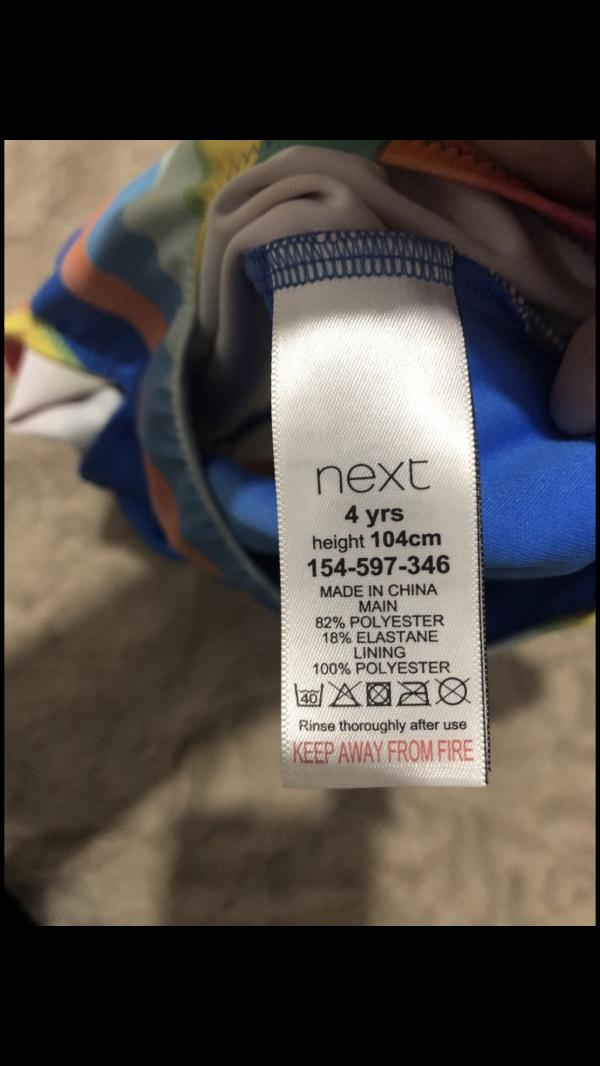 next
4 yrs
height 104cm
154-597-346
MADE IN CHINA
MAIN
82% POLYESTER
18% ELASTANE
LINING
100% POLYESTER
40
Rinse thoroughly after use
KEEP AWAY FROM FIRE